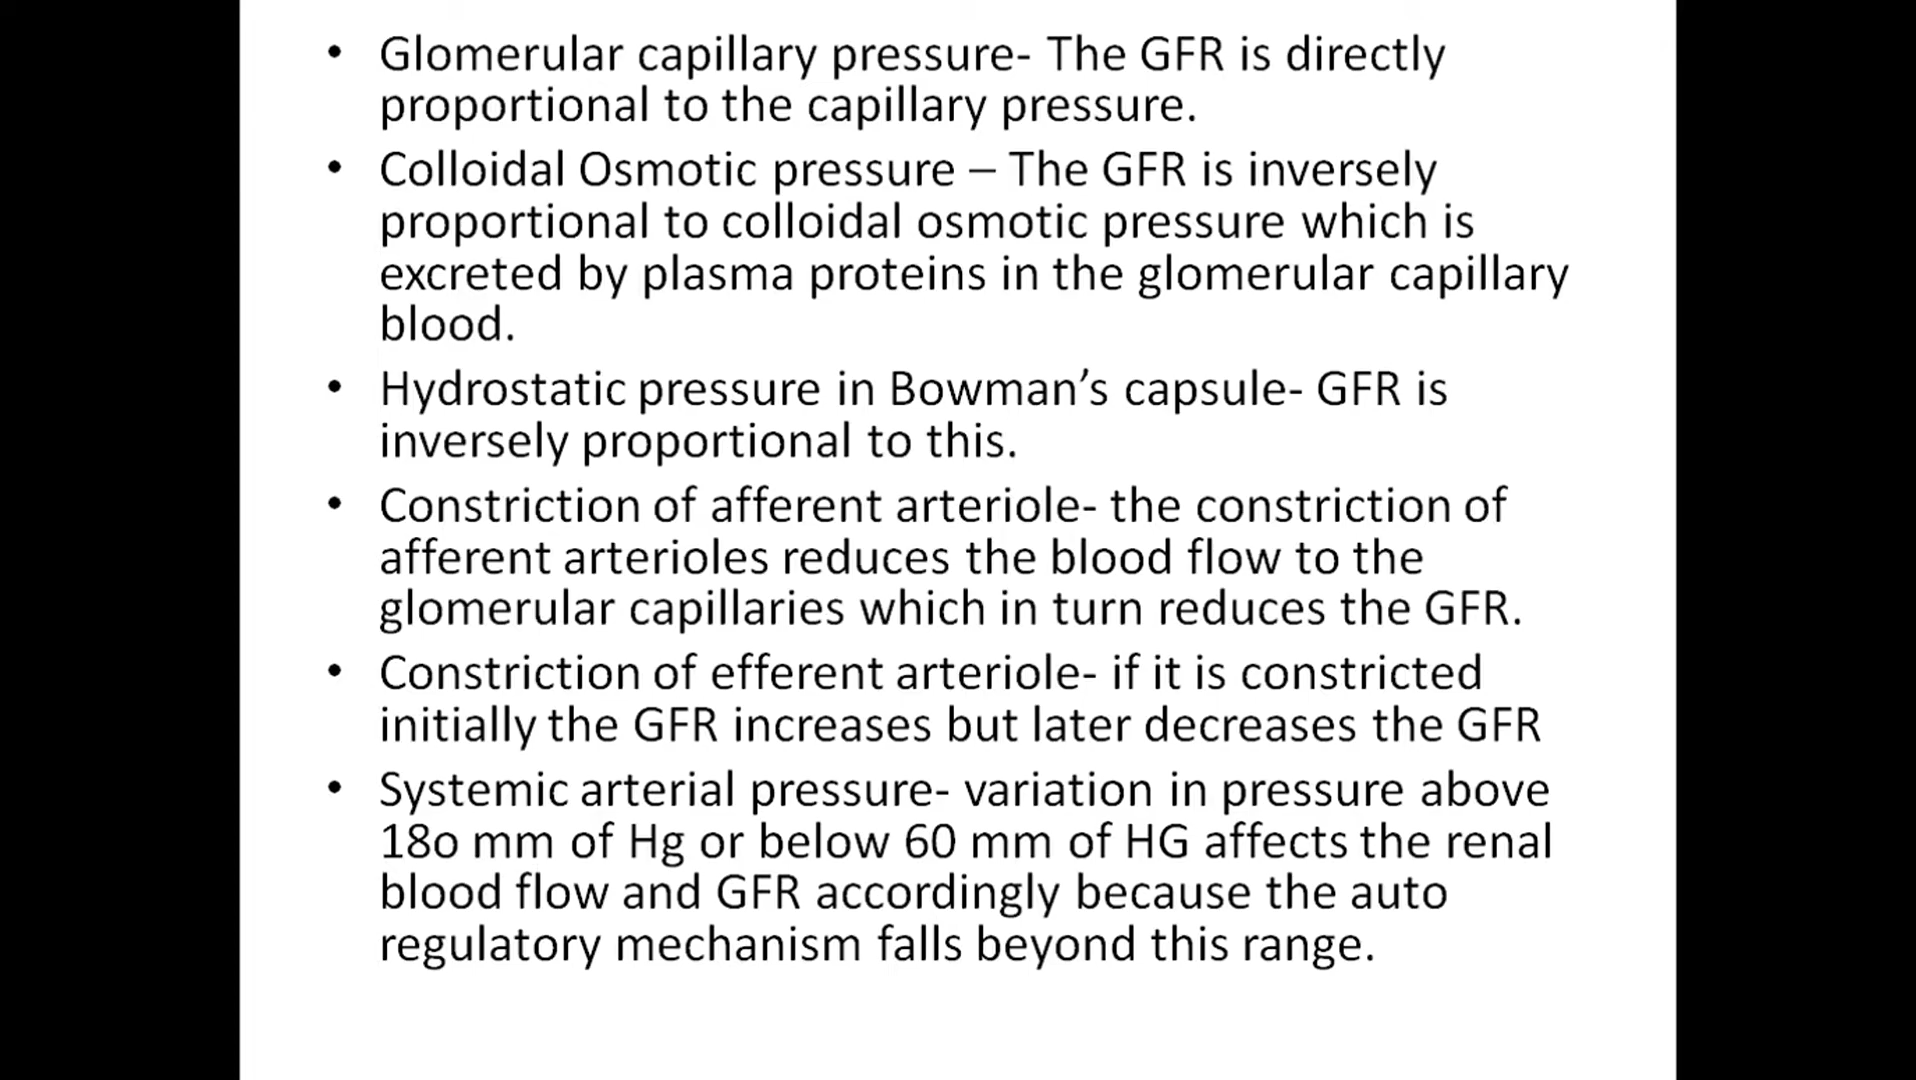 • Glomerular capillary pressure- The GFR is directly
proportional to the capillary pressure.
• Colloidal Osmotic pressure – The GFR is inversely
proportional to colloidal osmotic pressure which is
excreted by plasma proteins in the glomerular capillary
blood.
• Hydrostatic pressure in Bowman’s capsule- GFR is
inversely proportional to this.
• Constriction of afferent arteriole- the constriction of
afferent arterioles reduces the blood flow to the
glomerular capillaries which in turn reduces the GFR.
• Constriction of efferent arteriole- if it is constricted
initially the GFR increases but later decreases the GFR
• Systemic arterial pressure- variation in pressure above
18o mm of Hg or below 60 mm of HG affects the renal
blood flow and GFR accordingly because the auto
regulatory mechanism falls beyond this range.